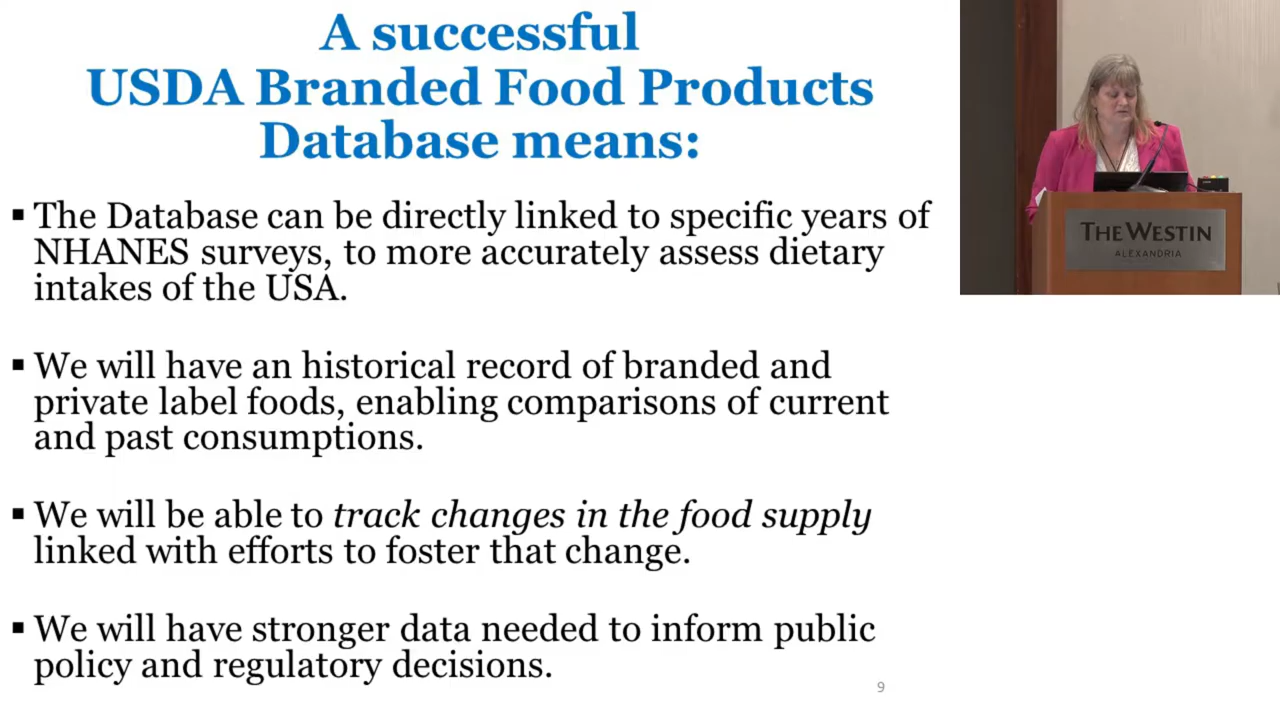 A successful
USDA Branded Food Products
Database means:
▪ The Database can be directly linked to specific years of
NHANES surveys, to more accurately assess dietary
intakes of the USA.
▪ We will have an historical record of branded and
private label foods, enabling comparisons of current
and past consumptions.
▪ We will be able to track changes in the food supply
linked with efforts to foster that change.
▪ We will have stronger data needed to inform public
policy and regulatory decisions.
9
THE WESTIN
ALEXANDRIA